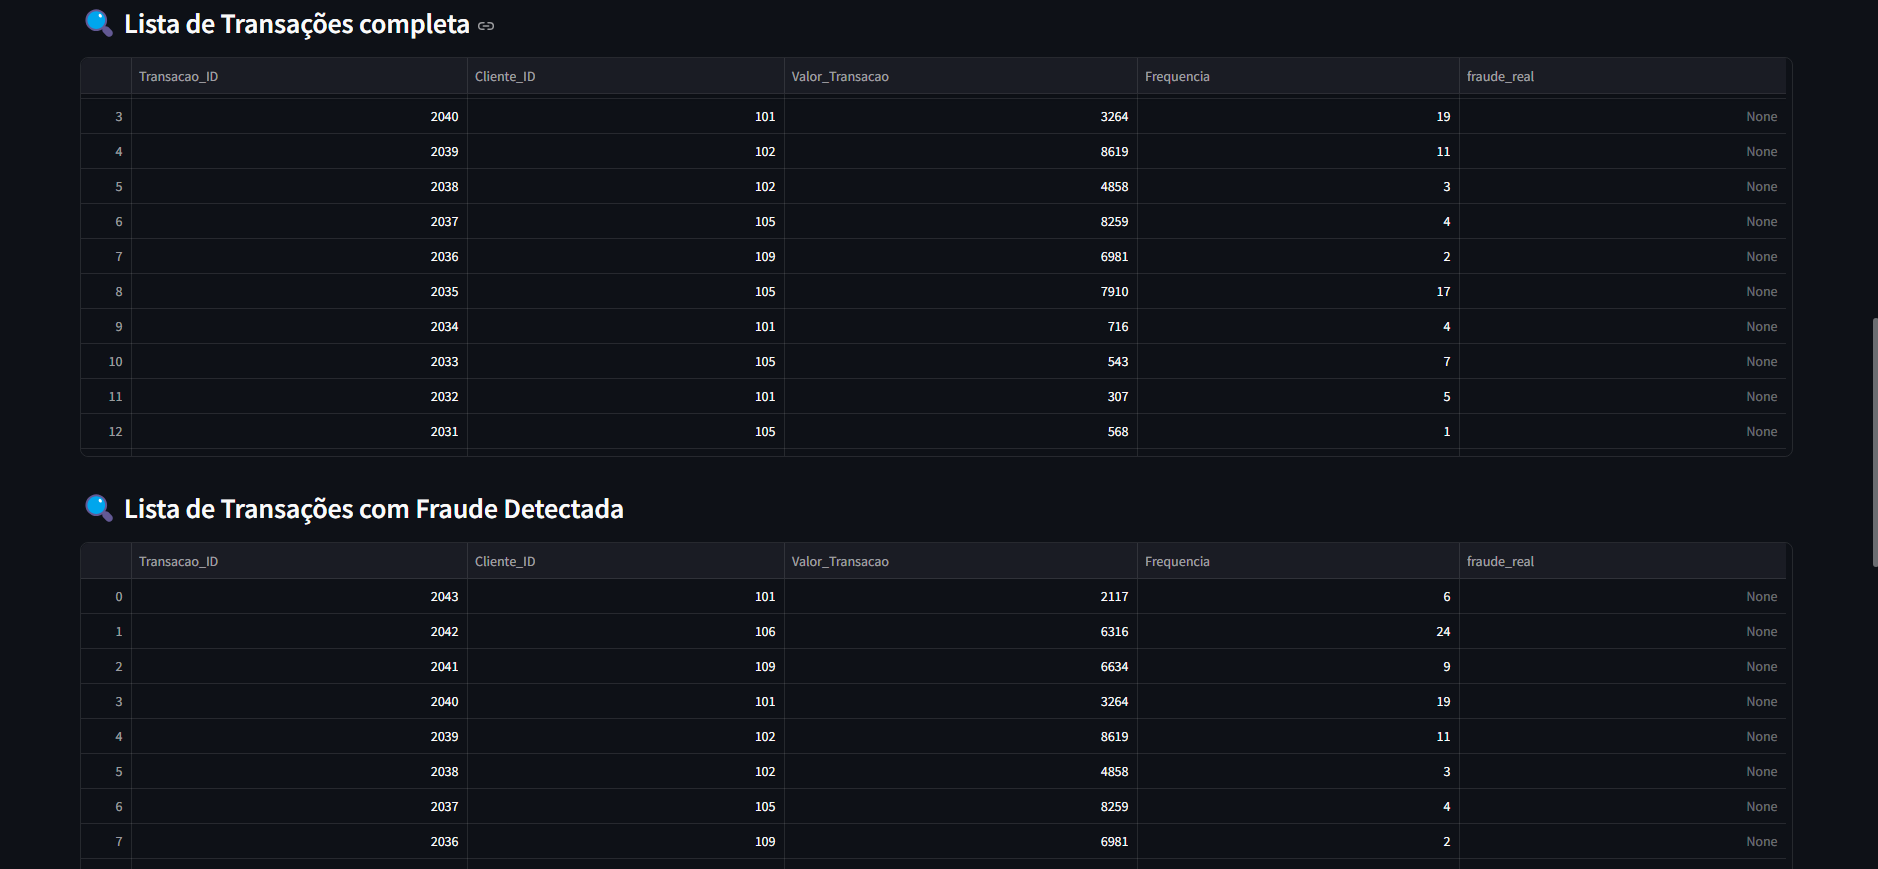 Lista de Transações completa
Transacao_ID Cliente_ID Valor_Transacao Frequencia fraude_real
3 2040 101 3264 19 None
4 2039 102 8619 11 None
5 2038 102 4858 3 None
6 2037 105 8259 4 None
7 2036 109 6981 2 None
8 2035 105 7910 17 None
9 2034 101 716 4 None
10 2033 105 543 7 None
11 2032 101 307 5 None
12 2031 105 568 1 None
Lista de Transações com Fraude Detectada
Transacao_ID Cliente_ID Valor_Transacao Frequencia fraude_real
0 2043 101 2117 6 None
1 2042 106 6316 24 None
2 2041 109 6634 9 None
3 2040 101 3264 19 None
4 2039 102 8619 11 None
5 2038 102 4858 3 None
6 2037 105 8259 4 None
7 2036 109 6981 2 None